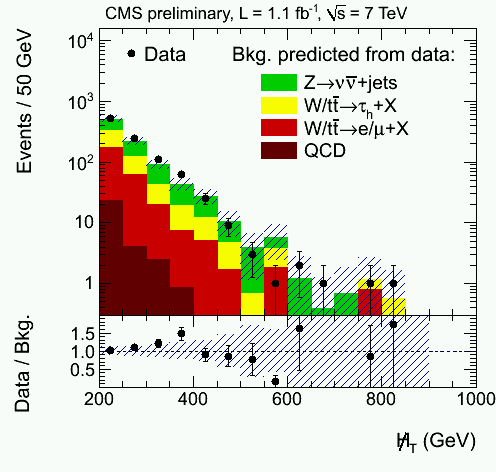 CMS preliminary, L = 1.1 fb⁻¹, √s = 7 TeV
Events / 50 GeV
10³
10²
10
1
Data
Bkg. predicted from data:
Z→νν̅+jets
W/tt̅→τₕ+X
W/tt̅→e/μ+X
QCD
Data / Bkg.
1.5
1.0
0.5
200 400 600 800 1000
H̸_T (GeV)